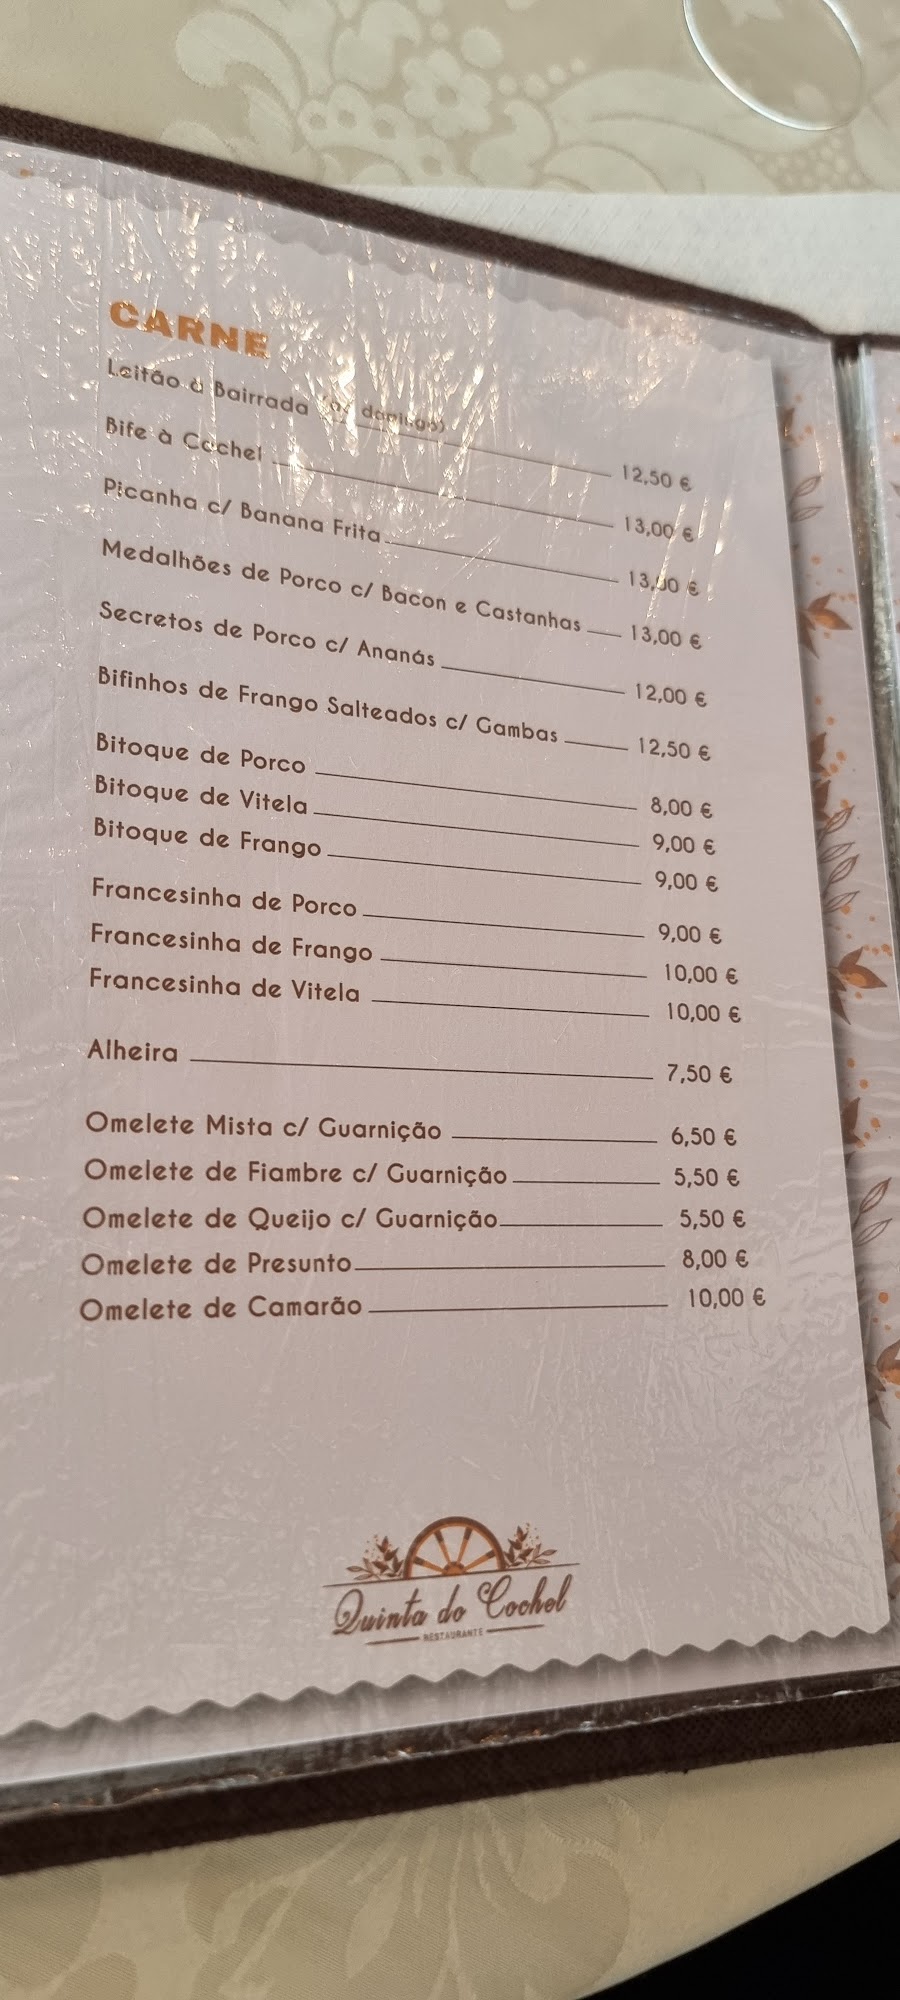 CARNE
Leitão à Bairrada 12,50 €
Bife à Cochel 13,00 €
Picanha c/ Banana Frita 13,00 €
Medalhões de Porco c/ Bacon e Castanhas 13,00 €
Secretos de Porco c/ Ananás 12,00 €
Bifinhos de Frango Salteados c/ Gambas 12,50 €
Bitoque de Porco 8,00 €
Bitoque de Vitela 9,00 €
Bitoque de Frango 9,00 €
Francesinha de Porco 9,00 €
Francesinha de Frango 10,00 €
Francesinha de Vitela 10,00 €
Alheira 7,50 €
Omelete Mista c/ Guarnição 6,50 €
Omelete de Fiambre c/ Guarnição 5,50 €
Omelete de Queijo c/ Guarnição 5,50 €
Omelete de Presunto 8,00 €
Omelete de Camarão 10,00 €
Quinta do Cochel
RESTAURANTE